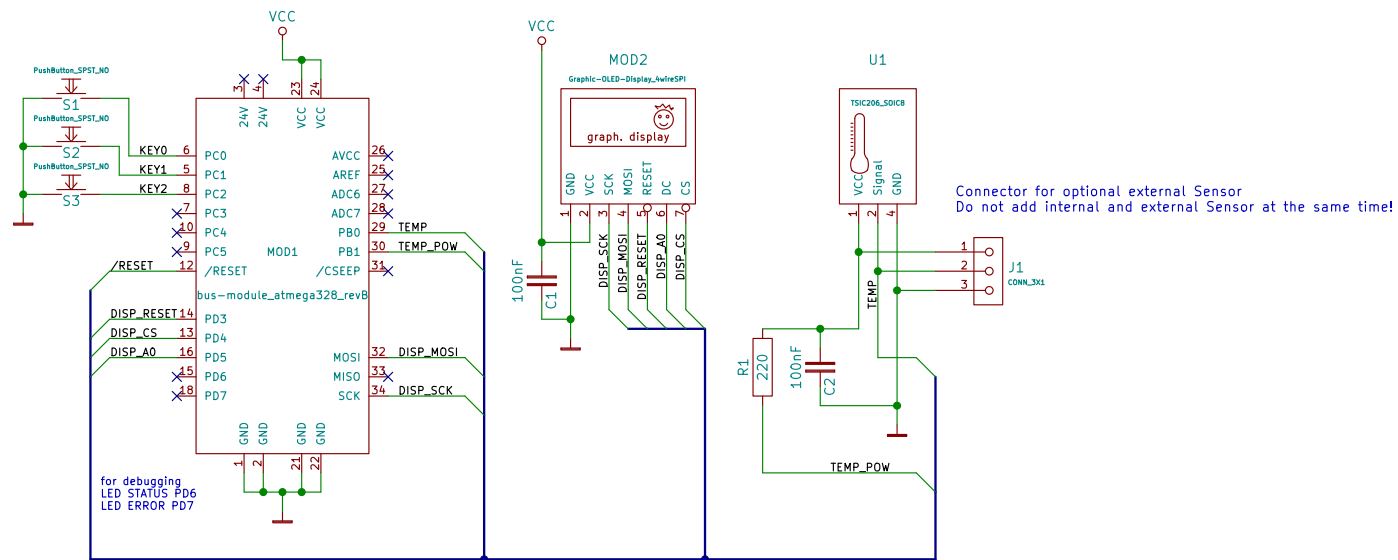 VCC
PushButton_SPST_NO
S1
PushButton_SPST_NO
S2
PushButton_SPST_NO
S3
KEY0
KEY1
KEY2
/RESET
DISP_RESET
DISP_CS
DISP_A0
3 4 23 24
24V 24V VCC VCC
6 PC0
5 PC1
8 PC2
7 PC3
10 PC4
9 PC5
12 /RESET
MOD1
bus-module_atmega328_revB
14 PD3
13 PD4
16 PD5
15 PD6
18 PD7
AVCC 26
AREF 25
ADC6 27
ADC7 28
PB0 29 TEMP
PB1 30 TEMP_POW
/CSEEP 31
MOSI 32 DISP_MOSI
MISO 33
SCK 34 DISP_SCK
GND GND GND GND
1 2 21 22
for debugging
LED STATUS PD6
LED ERROR PD7
VCC
MOD2
Graphic-OLED-Display_4wireSPI
graph. display
GND VCC SCK MOSI RESET DC CS
1 2 3 4 5 6 7
DISP_SCK
DISP_MOSI
DISP_RESET
DISP_A0
DISP_CS
100nF
C1
U1
TSIC206_SOIC8
VCC Signal GND
1 2 4
TEMP
Connector for optional external Sensor
Do not add internal and external Sensor at the same time!
1
2
3
J1
CONN_3X1
R1
220
100nF
C2
TEMP_POW